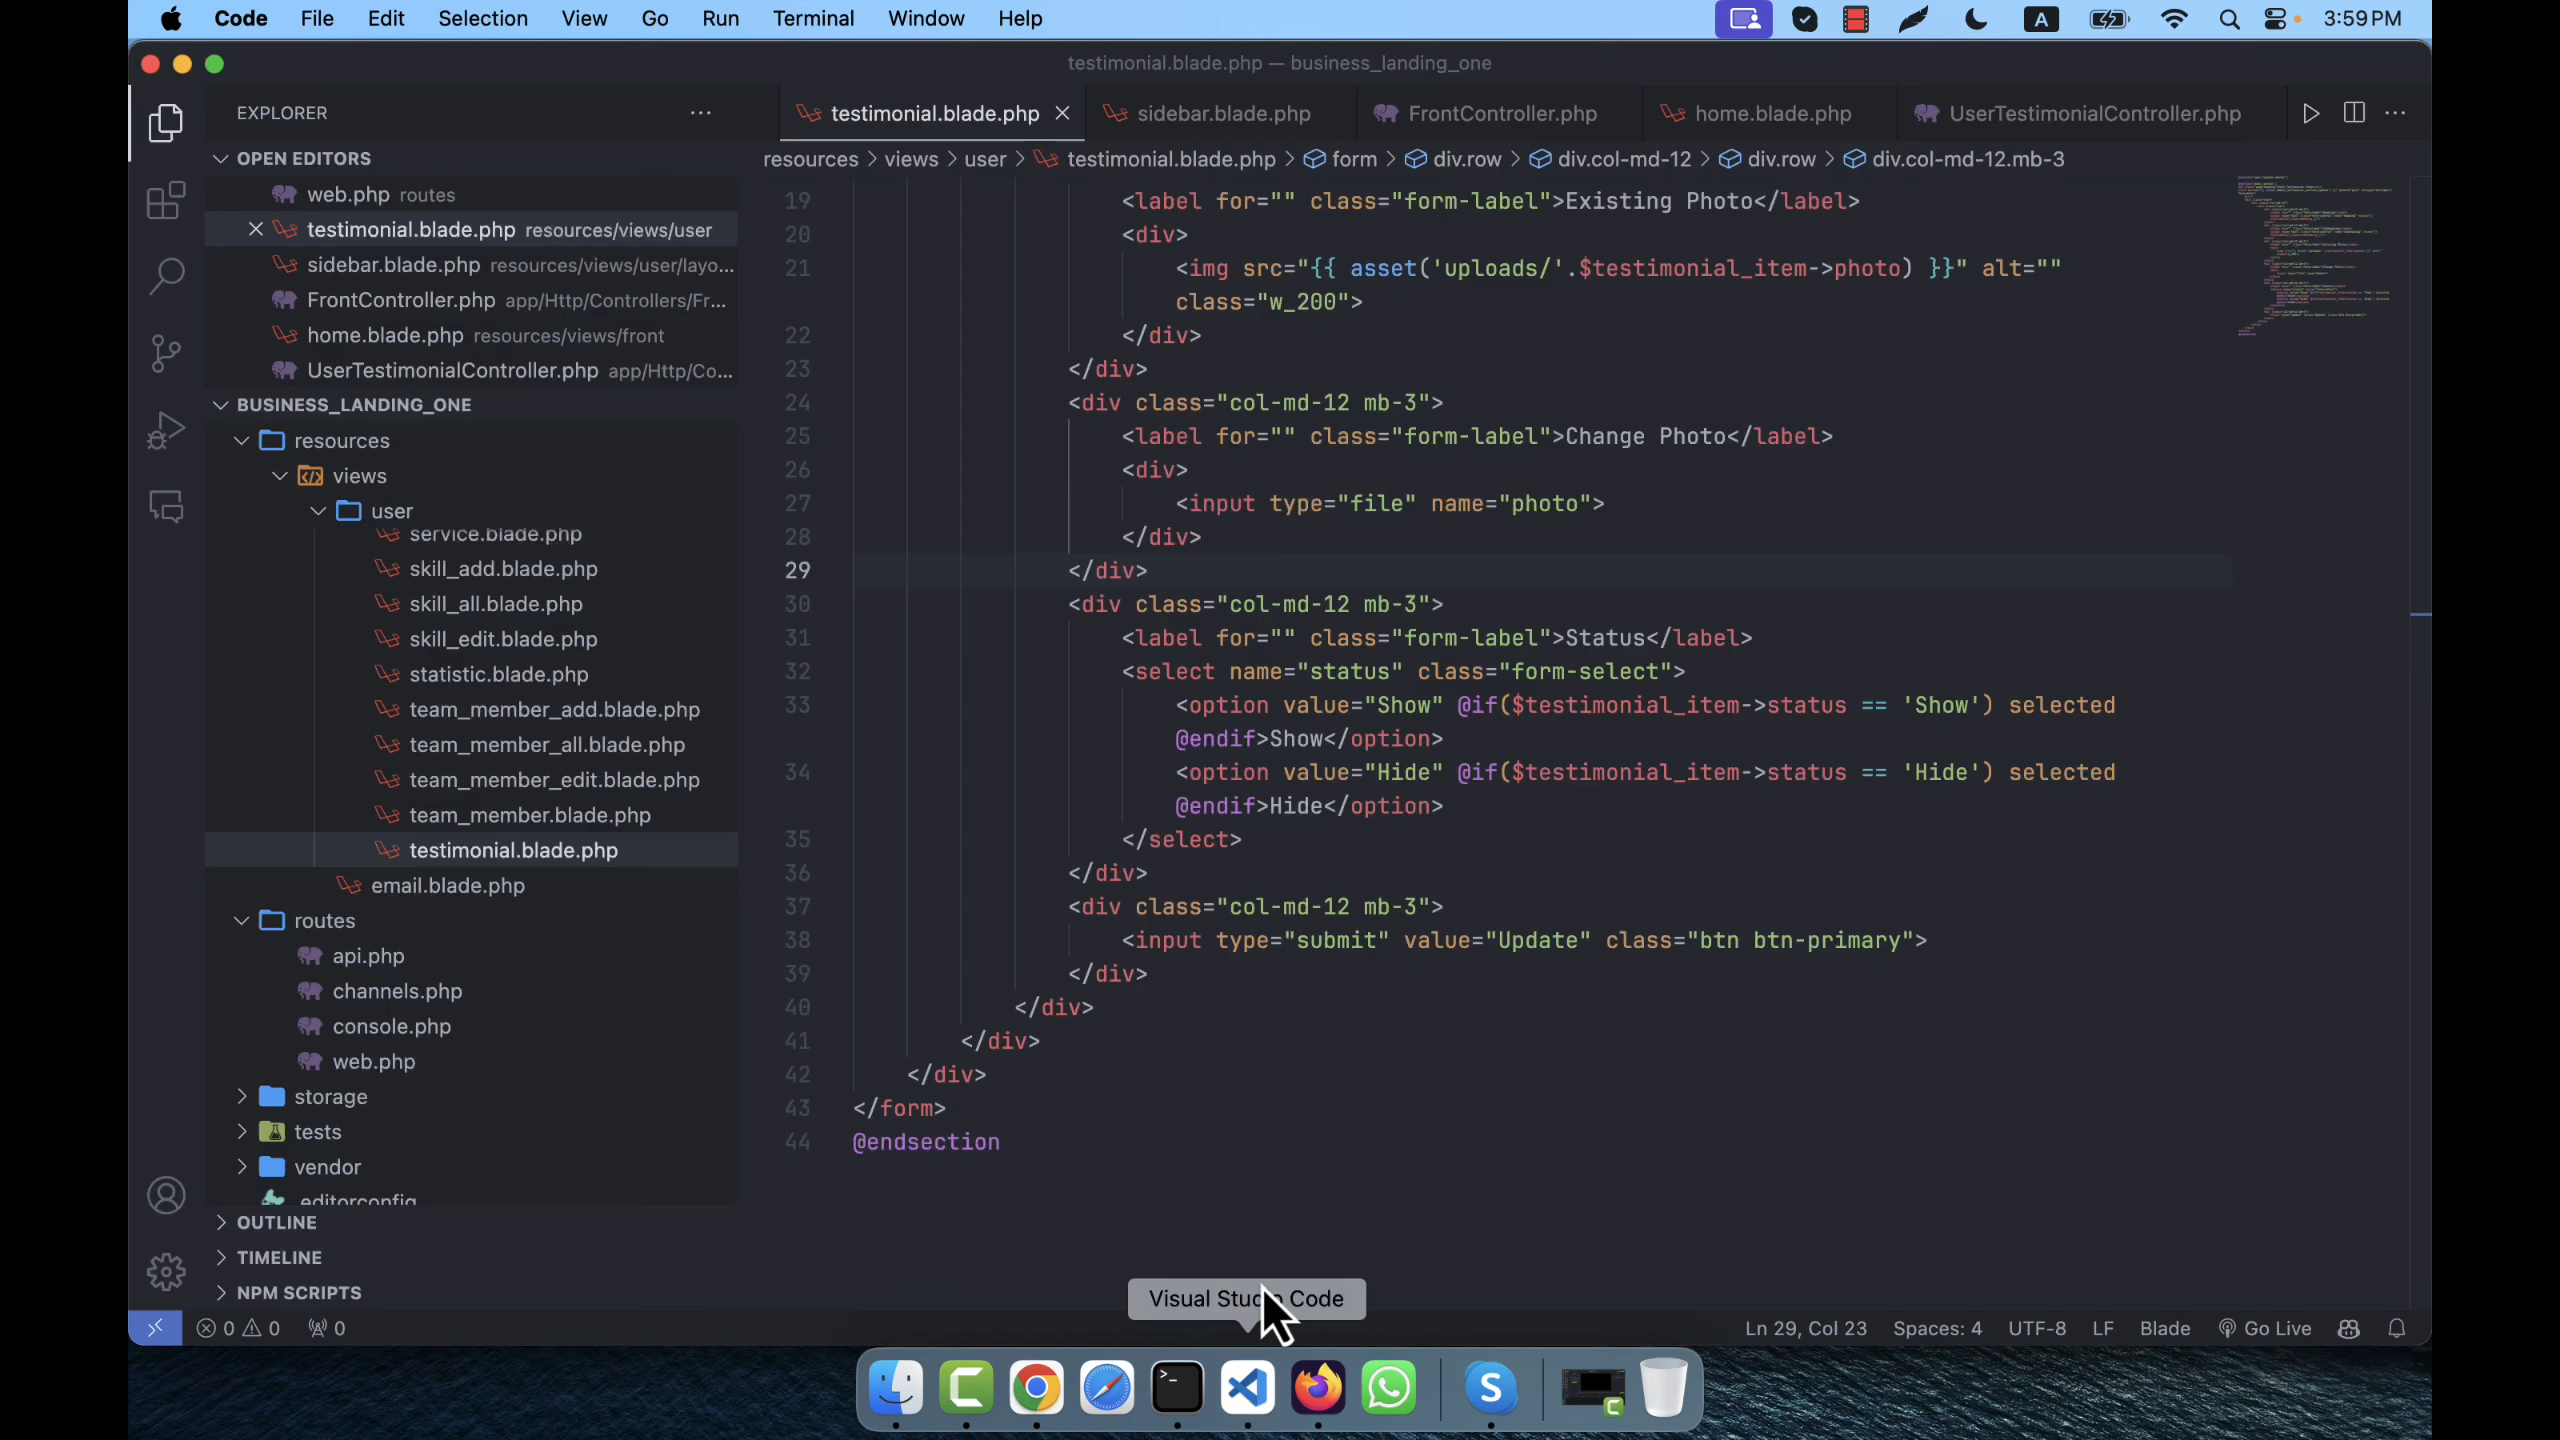 Code File Edit Selection View Go Run Terminal Window Help A 3:59 PM
testimonial.blade.php — business_landing_one
EXPLORER
testimonial.blade.php
sidebar.blade.php
FrontController.php
home.blade.php
UserTestimonialController.php
resources > views > user > testimonial.blade.php > form > div.row > div.col-md-12 > div.row > div.col-md-12.mb-3
OPEN EDITORS
web.php routes
testimonial.blade.php resources/views/user
sidebar.blade.php resources/views/user/layo...
FrontController.php app/Http/Controllers/Fr...
home.blade.php resources/views/front
UserTestimonialController.php app/Http/Co...
BUSINESS_LANDING_ONE
resources
views
user
service.blade.php
skill_add.blade.php
skill_all.blade.php
skill_edit.blade.php
statistic.blade.php
team_member_add.blade.php
team_member_all.blade.php
team_member_edit.blade.php
team_member.blade.php
testimonial.blade.php
email.blade.php
routes
api.php
channels.php
console.php
web.php
storage
tests
vendor
.editorconfig
OUTLINE
TIMELINE
NPM SCRIPTS
19 <label for="" class="form-label">Existing Photo</label>
20 <div>
21 <img src="{{ asset('uploads/'.$testimonial_item->photo) }}" alt=""
class="w_200">
22 </div>
23 </div>
24 <div class="col-md-12 mb-3">
25 <label for="" class="form-label">Change Photo</label>
26 <div>
27 <input type="file" name="photo">
28 </div>
29 </div>
30 <div class="col-md-12 mb-3">
31 <label for="" class="form-label">Status</label>
32 <select name="status" class="form-select">
33 <option value="Show" @if($testimonial_item->status == 'Show') selected
@endif>Show</option>
34 <option value="Hide" @if($testimonial_item->status == 'Hide') selected
@endif>Hide</option>
35 </select>
36 </div>
37 <div class="col-md-12 mb-3">
38 <input type="submit" value="Update" class="btn btn-primary">
39 </div>
40 </div>
41 </div>
42 </div>
43 </form>
44 @endsection
Visual Studio Code
0 0 0 Ln 29, Col 23 Spaces: 4 UTF-8 LF Blade Go Live